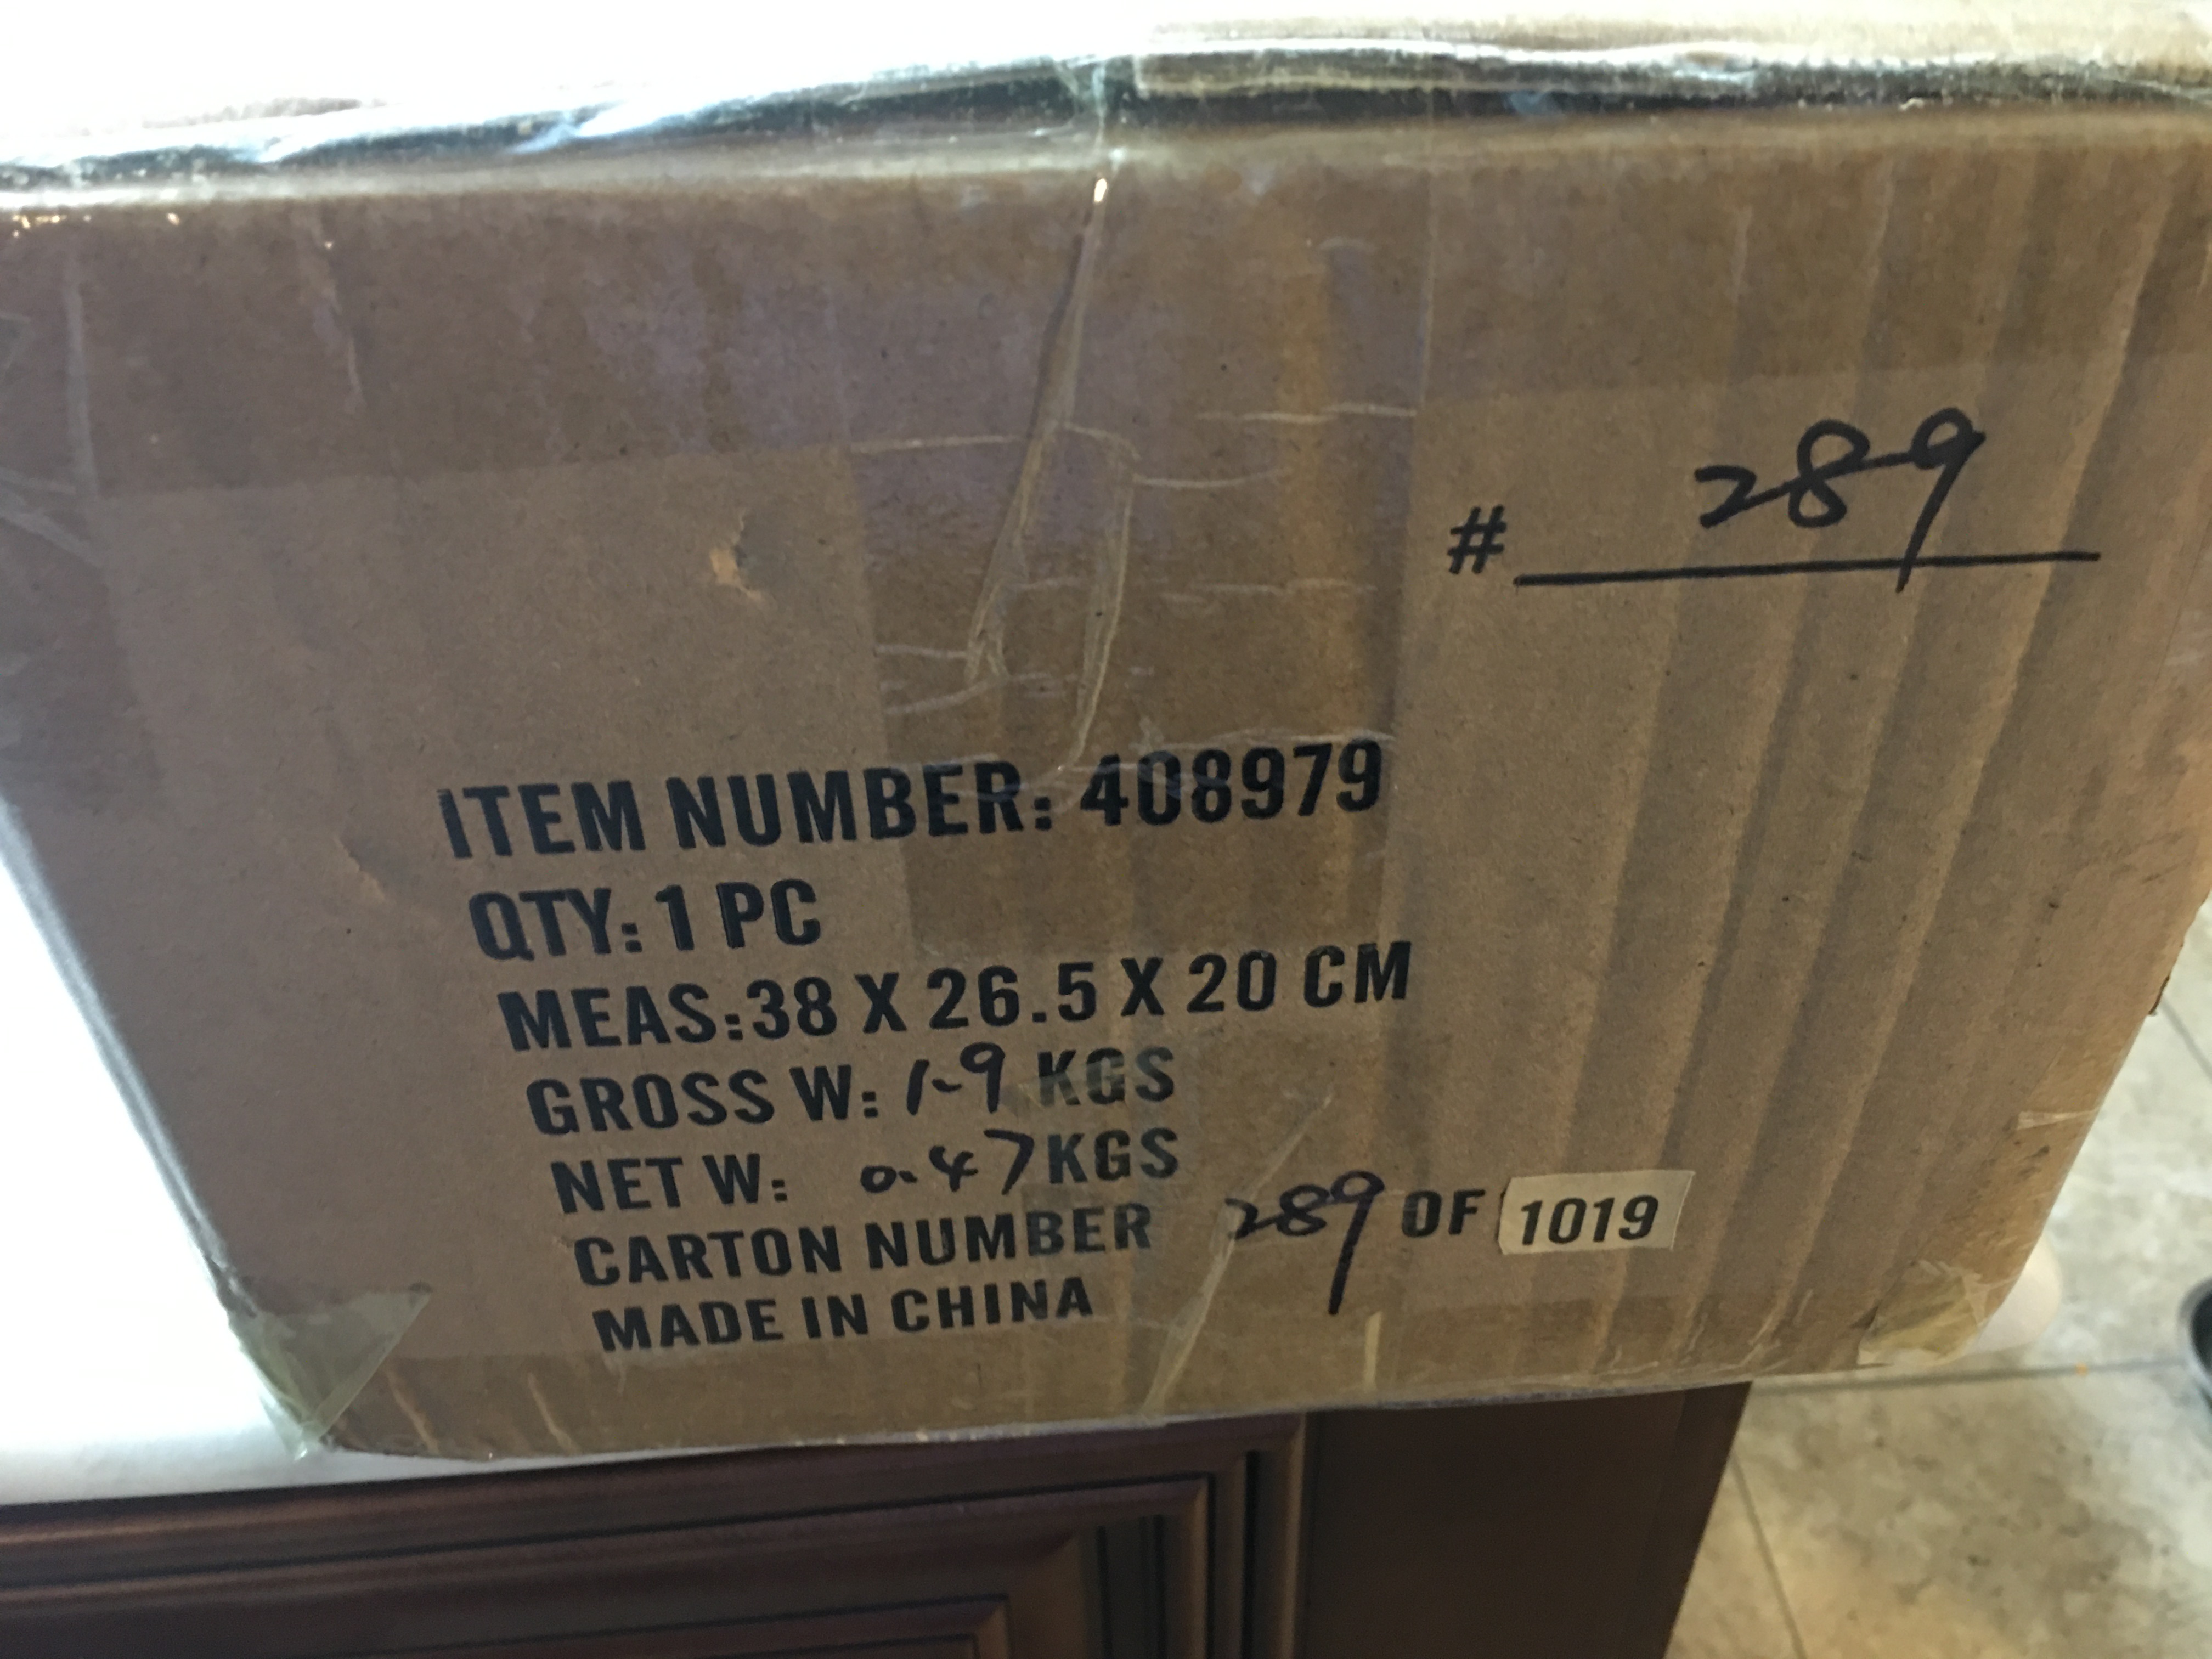 # 289
ITEM NUMBER: 408979
QTY: 1 PC
MEAS:38 X 26.5 X 20 CM
GROSS W: 1.9 KGS
NET W: 0.47 KGS
CARTON NUMBER 289 OF 1019
MADE IN CHINA